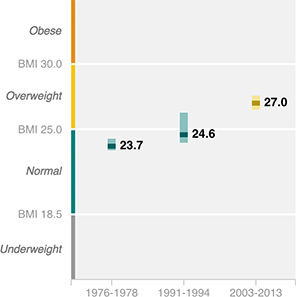 Obese
BMI 30.0
Overweight
27.0
BMI 25.0
24.6
23.7
Normal
BMI 18.5
Underweight
1976-1978 1991-1994 2003-2013